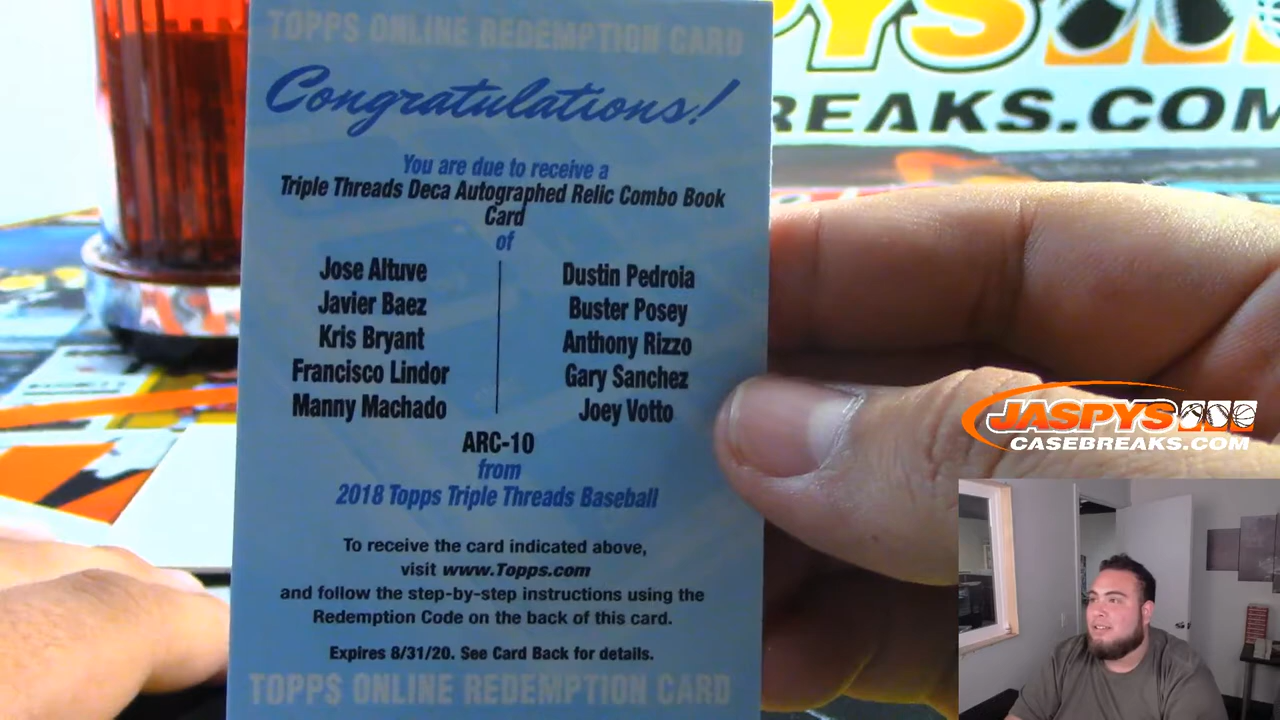 TOPPS ONLINE REDEMPTION CARD
Congratulations!
You are due to receive a
Triple Threads Deca Autographed Relic Combo Book
Card
of
Jose Altuve
Javier Baez
Kris Bryant
Francisco Lindor
Manny Machado
Dustin Pedroia
Buster Posey
Anthony Rizzo
Gary Sanchez
Joey Votto
ARC-10
from
2018 Topps Triple Threads Baseball
To receive the card indicated above,
visit www.Topps.com
and follow the step-by-step instructions using the
Redemption Code on the back of this card.
Expires 8/31/20. See Card Back for details.
TOPPS ONLINE REDEMPTION CARD
JASPYS
BREAKS.COM
JASPYS
CASEBREAKS.COM